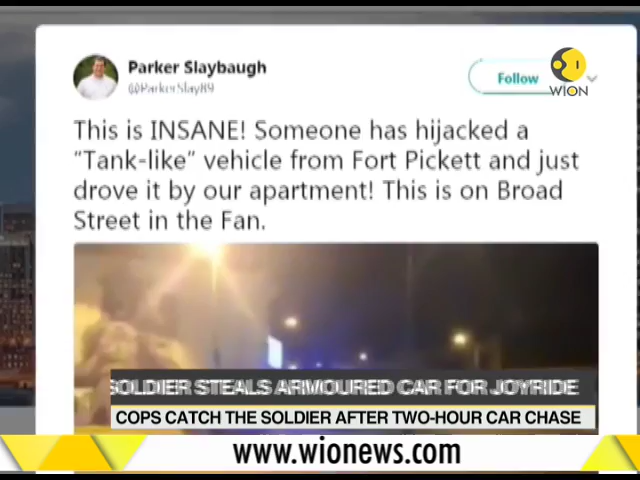 Parker Slaybaugh
@ParkerSlay89
Follow
WION
This is INSANE! Someone has hijacked a
“Tank-like” vehicle from Fort Pickett and just
drove it by our apartment! This is on Broad
Street in the Fan.
SOLDIER STEALS ARMOURED CAR FOR JOYRIDE
COPS CATCH THE SOLDIER AFTER TWO-HOUR CAR CHASE
www.wionews.com